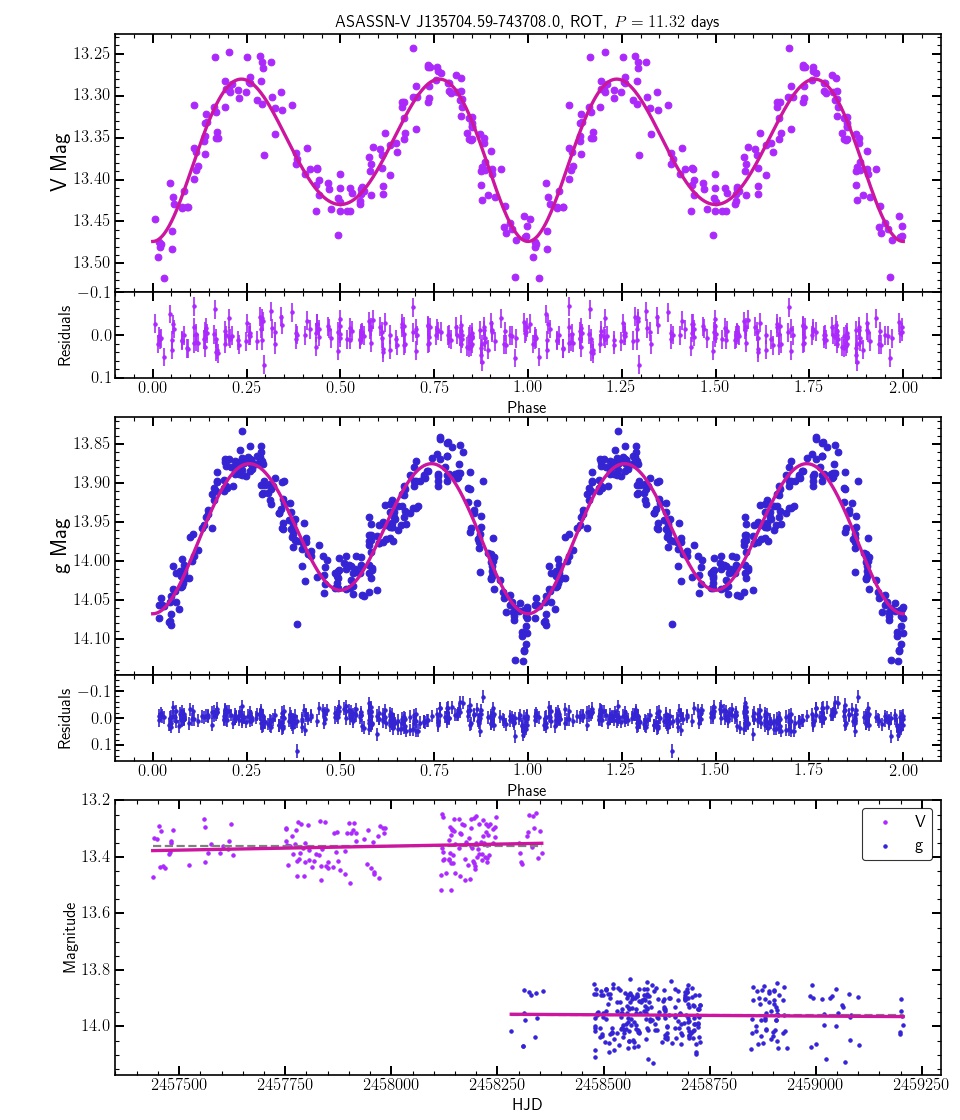 ASASSN-V J135704.59-743708.0, ROT, P = 11.32 days
V Mag
13.25
13.30
13.35
13.40
13.45
13.50
Residuals
−0.1
0.0
0.1
0.00 0.25 0.50 0.75 1.00 1.25 1.50 1.75 2.00
Phase
g Mag
13.85
13.90
13.95
14.00
14.05
14.10
Residuals
−0.1
0.0
0.1
0.00 0.25 0.50 0.75 1.00 1.25 1.50 1.75 2.00
Phase
Magnitude
13.2
13.4
13.6
13.8
14.0
V
g
2457500 2457750 2458000 2458250 2458500 2458750 2459000 2459250
HJD